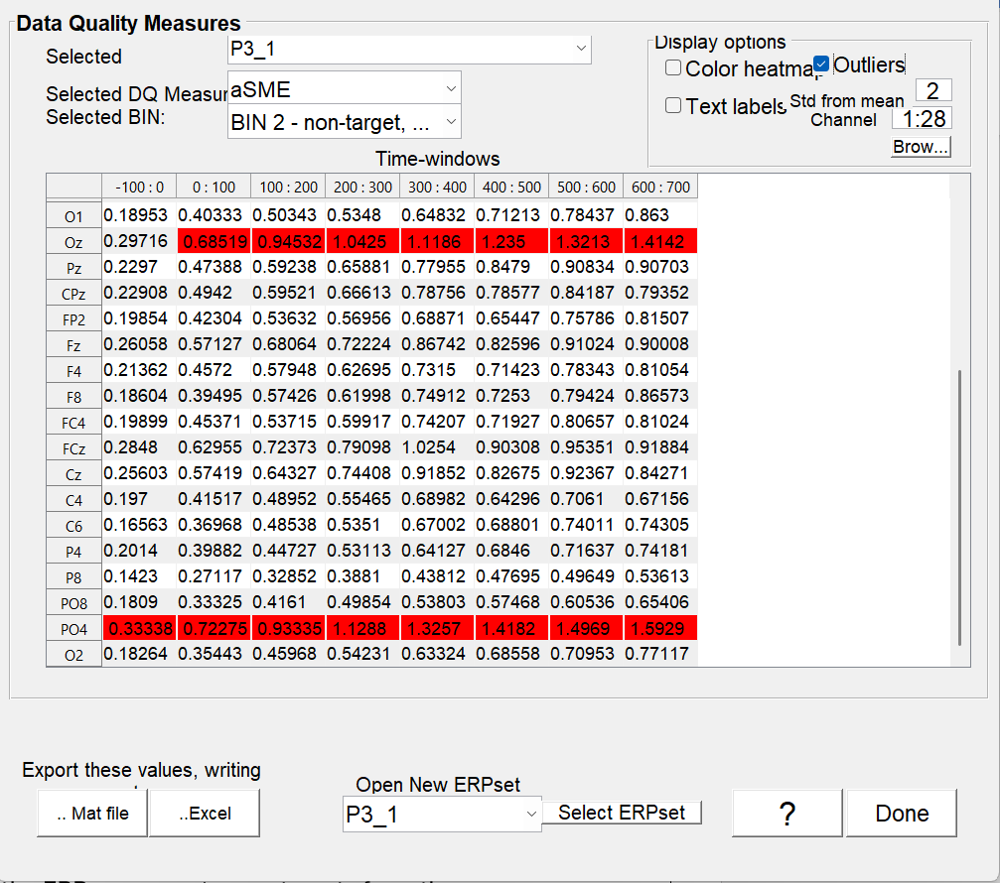 Data Quality Measures
Selected P3_1
Selected DQ Measur aSME
Selected BIN: BIN 2 - non-target, ...
Display options
Color heatmap Outliers
Text labels Std from mean 2
Channel 1:28
Brow...
Time-windows
-100 : 0 0 : 100 100 : 200 200 : 300 300 : 400 400 : 500 500 : 600 600 : 700
O1 0.18953 0.40333 0.50343 0.5348 0.64832 0.71213 0.78437 0.863
Oz 0.29716 0.68519 0.94532 1.0425 1.1186 1.235 1.3213 1.4142
Pz 0.2297 0.47388 0.59238 0.65881 0.77955 0.8479 0.90834 0.90703
CPz 0.22908 0.4942 0.59521 0.66613 0.78756 0.78577 0.84187 0.79352
FP2 0.19854 0.42304 0.53632 0.56956 0.68871 0.65447 0.75786 0.81507
Fz 0.26058 0.57127 0.68064 0.72224 0.86742 0.82596 0.91024 0.90008
F4 0.21362 0.4572 0.57948 0.62695 0.7315 0.71423 0.78343 0.81054
F8 0.18604 0.39495 0.57426 0.61998 0.74912 0.7253 0.79424 0.86573
FC4 0.19899 0.45371 0.53715 0.59917 0.74207 0.71927 0.80657 0.81024
FCz 0.2848 0.62955 0.72373 0.79098 1.0254 0.90308 0.95351 0.91884
Cz 0.25603 0.57419 0.64327 0.74408 0.91852 0.82675 0.92367 0.84271
C4 0.197 0.41517 0.48952 0.55465 0.68982 0.64296 0.7061 0.67156
C6 0.16563 0.36968 0.48538 0.5351 0.67002 0.68801 0.74011 0.74305
P4 0.2014 0.39882 0.44727 0.53113 0.64127 0.6846 0.71637 0.74181
P8 0.1423 0.27117 0.32852 0.3881 0.43812 0.47695 0.49649 0.53613
PO8 0.1809 0.33325 0.4161 0.49854 0.53803 0.57468 0.60536 0.65406
PO4 0.33338 0.72275 0.93335 1.1288 1.3257 1.4182 1.4969 1.5929
O2 0.18264 0.35443 0.45968 0.54231 0.63324 0.68558 0.70953 0.77117
Export these values, writing
.. Mat file ..Excel
Open New ERPset
P3_1 Select ERPset
? Done